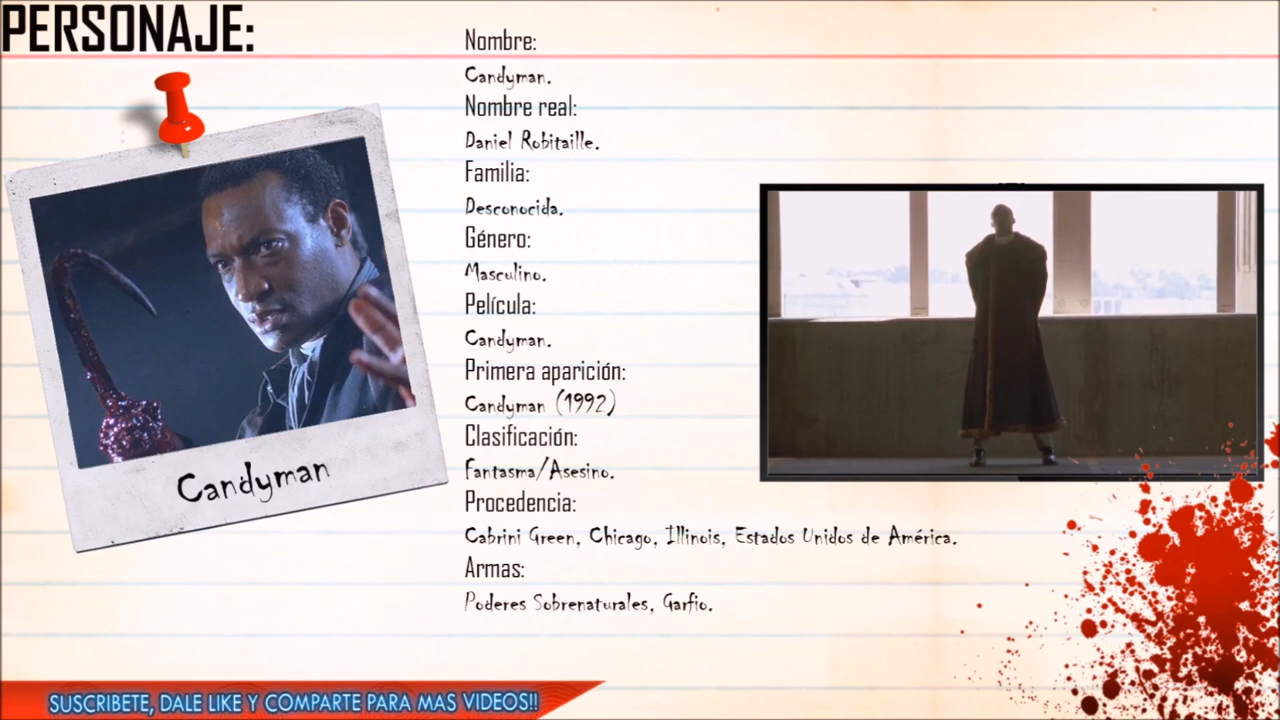 PERSONAJE:
Candyman
Nombre:
Candyman.
Nombre real:
Daniel Robitaille.
Familia:
Desconocida.
Género:
Masculino.
Película:
Candyman.
Primera aparición:
Candyman (1992)
Clasificación:
Fantasma/Asesino.
Procedencia:
Cabrini Green, Chicago, Illinois, Estados Unidos de América.
Armas:
Poderes Sobrenaturales, Garfio.
SUSCRIBETE, DALE LIKE Y COMPARTE PARA MAS VIDEOS!!